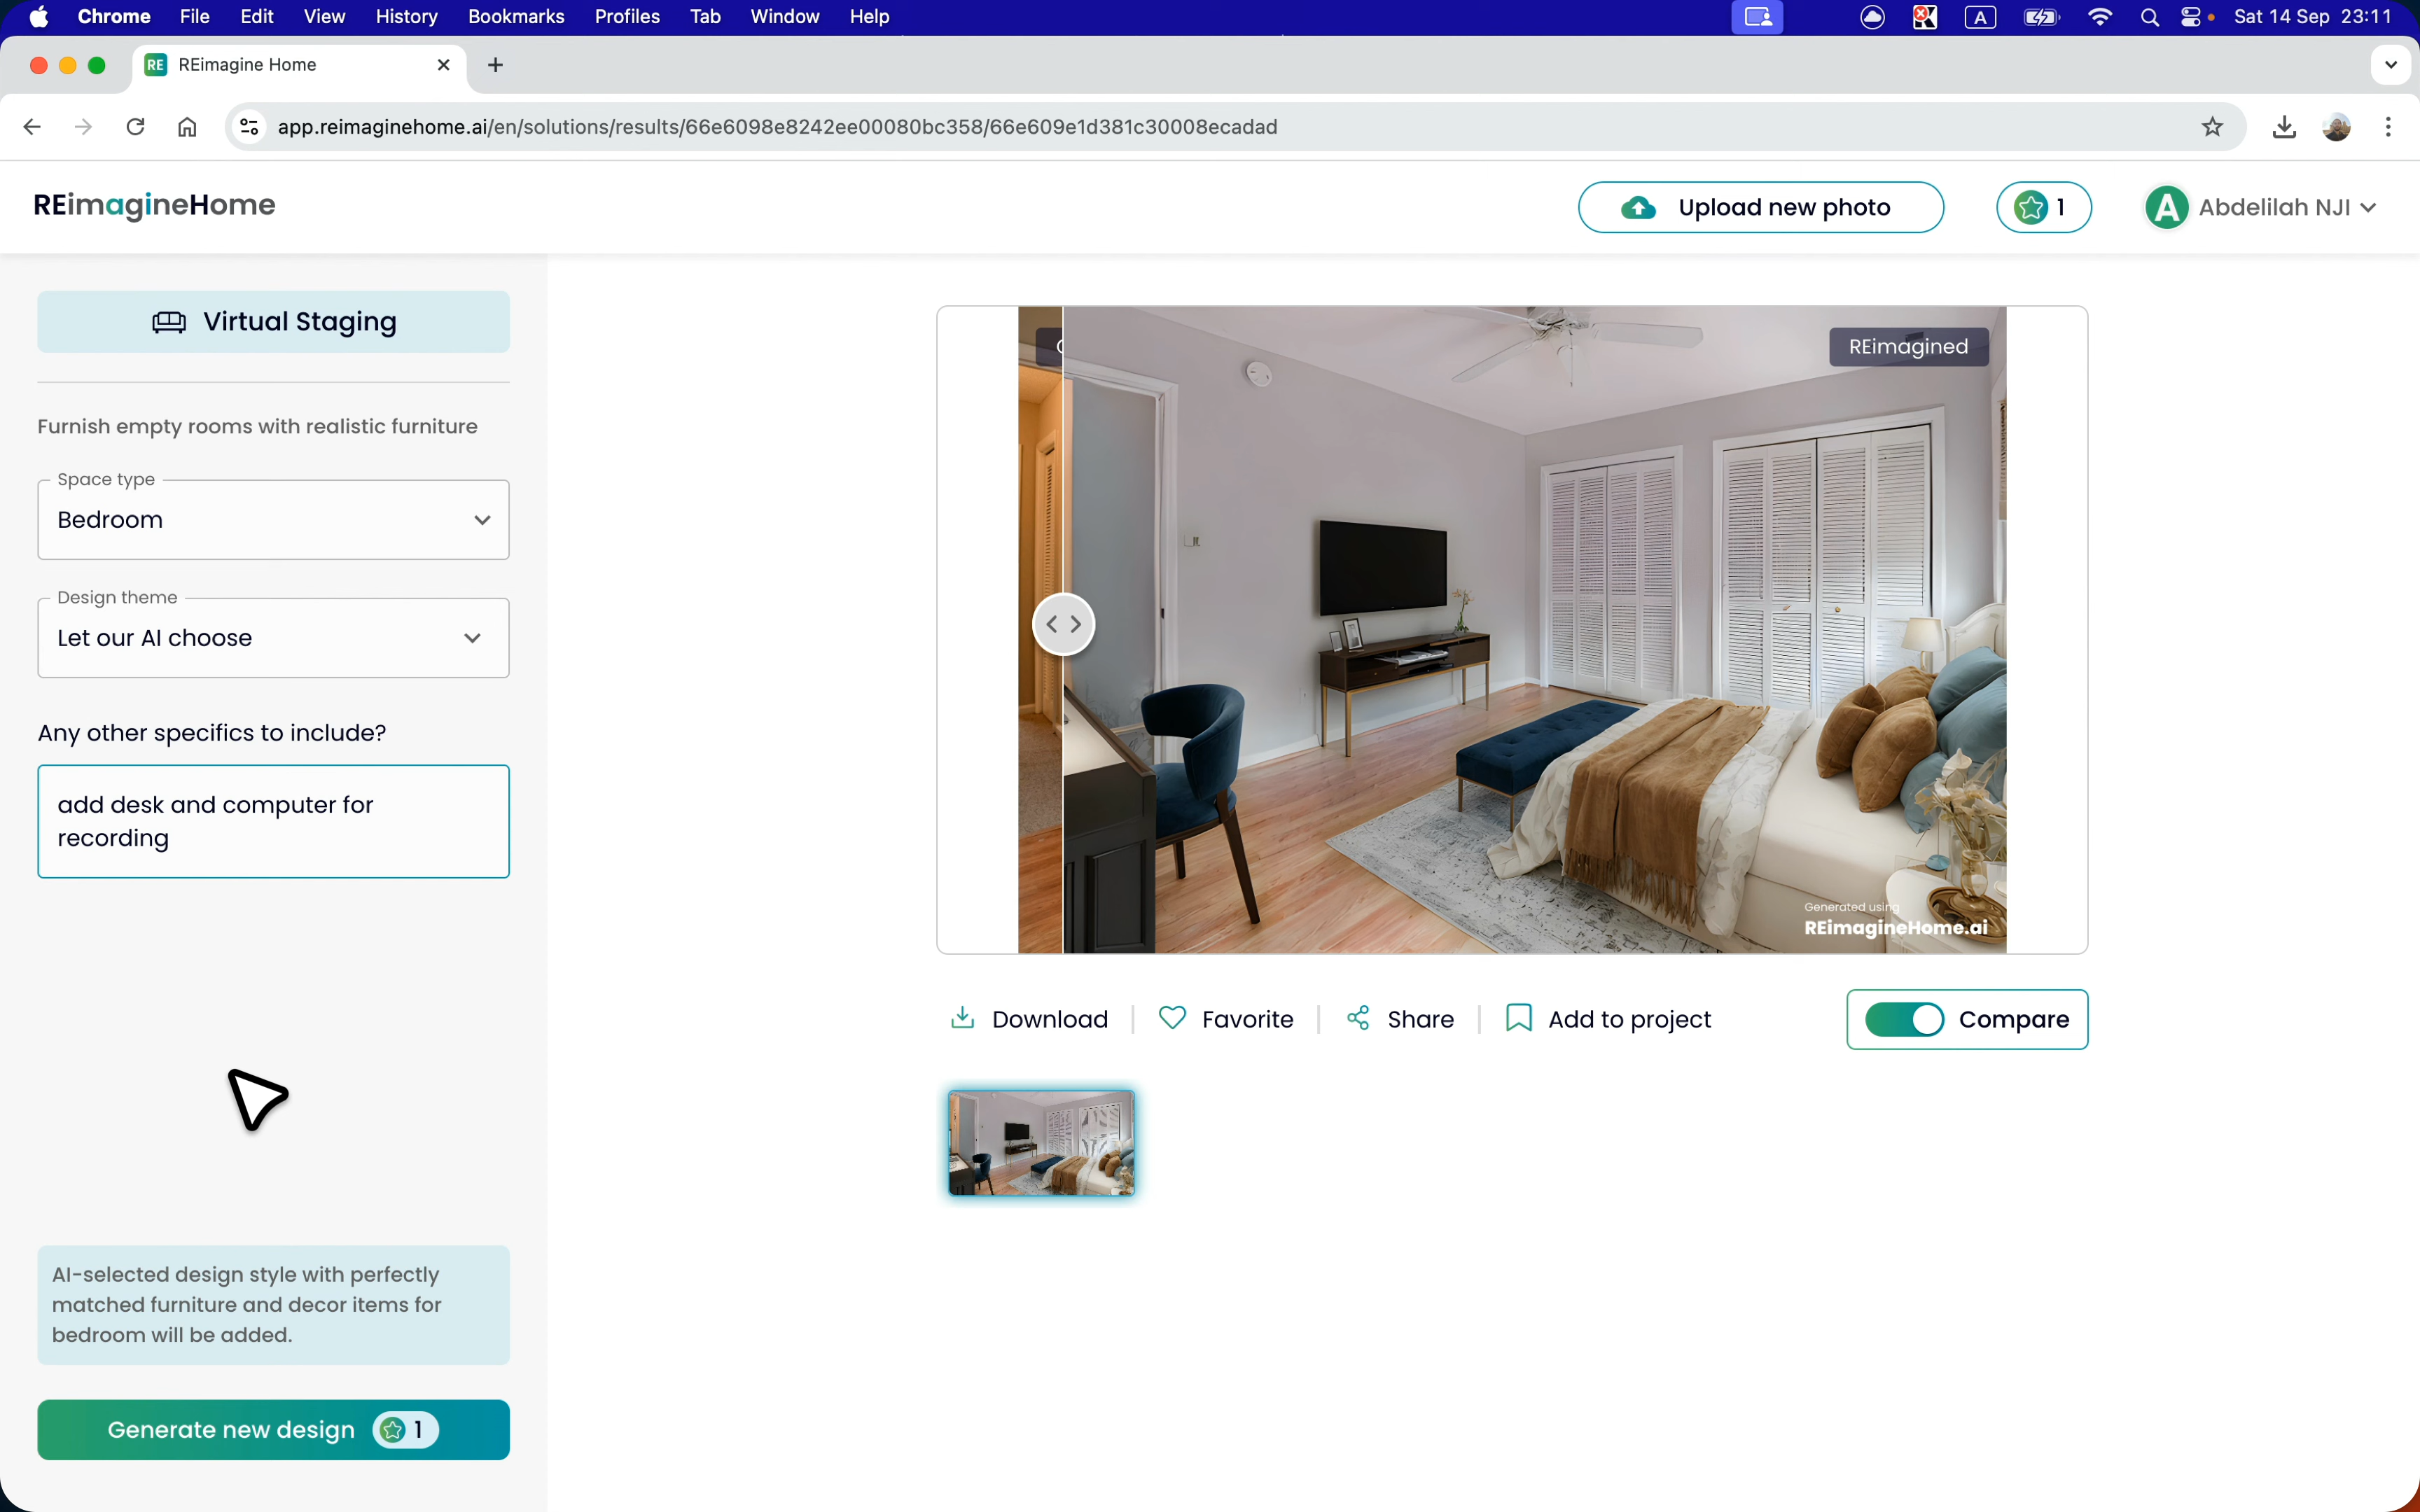 Chrome File Edit View History Bookmarks Profiles Tab Window Help A Sat 14 Sep 23:11
RE REimagine Home
app.reimaginehome.ai/en/solutions/results/66e6098e8242ee00080bc358/66e609e1d381c30008ecadad
REimagineHome
Upload new photo
1
A Abdelilah NJI
Virtual Staging
Furnish empty rooms with realistic furniture
Space type
Bedroom
Design theme
Let our AI choose
Any other specifics to include?
add desk and computer for
recording
AI-selected design style with perfectly
matched furniture and decor items for
bedroom will be added.
Generate new design 1
REimagined
Generated using
REimagineHome.ai
Download Favorite Share Add to project Compare